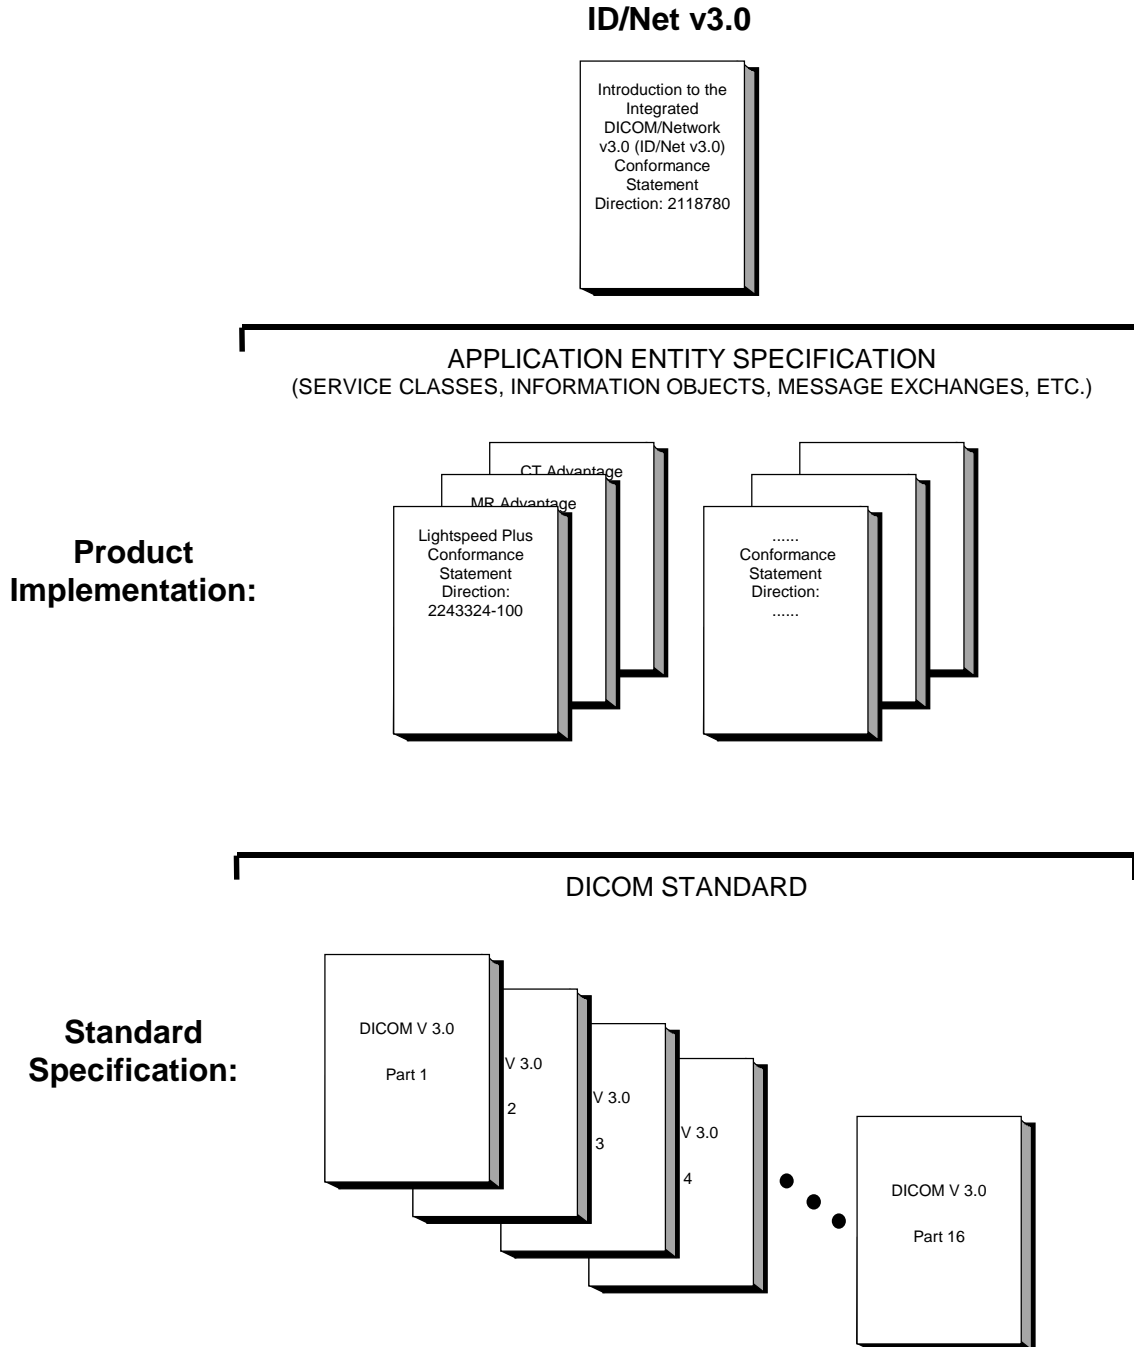 ID/Net v3.0
Introduction to the
Integrated
DICOM/Network
v3.0 (ID/Net v3.0)
Conformance
Statement
Direction: 2118780
APPLICATION ENTITY SPECIFICATION
(SERVICE CLASSES, INFORMATION OBJECTS, MESSAGE EXCHANGES, ETC.)
Product
Implementation:
CT Advantage
MR Advantage
Lightspeed Plus
Conformance
Statement
Direction:
2243324-100
......
Conformance
Statement
Direction:
......
DICOM STANDARD
Standard
Specification:
DICOM V 3.0
Part 1
V 3.0
2
V 3.0
3
V 3.0
4
DICOM V 3.0
Part 16